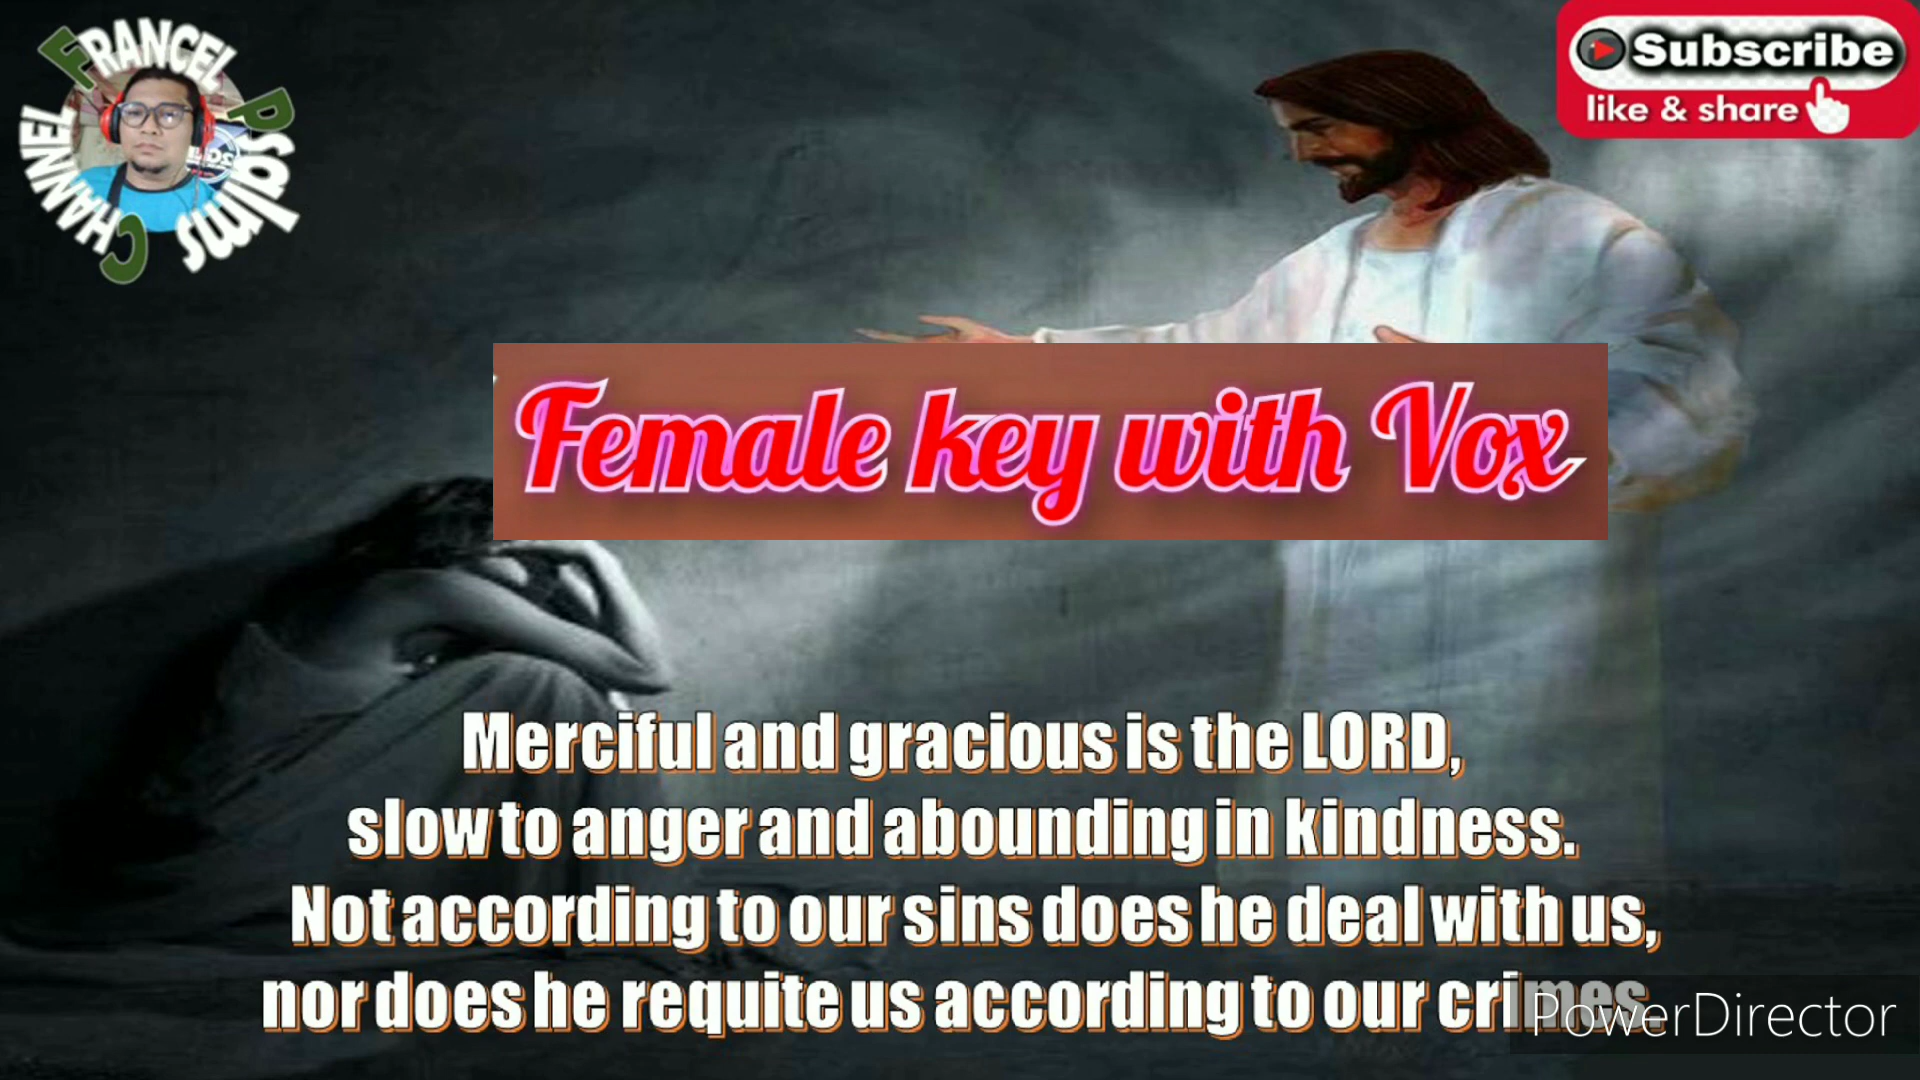 FRANCEL PSalms CHANNEL
Subscribe
like & share
Female key with Vox
Merciful and gracious is the LORD,
slow to anger and abounding in kindness.
Not according to our sins does he deal with us,
nor does he requite us according to our crimes.
PowerDirector